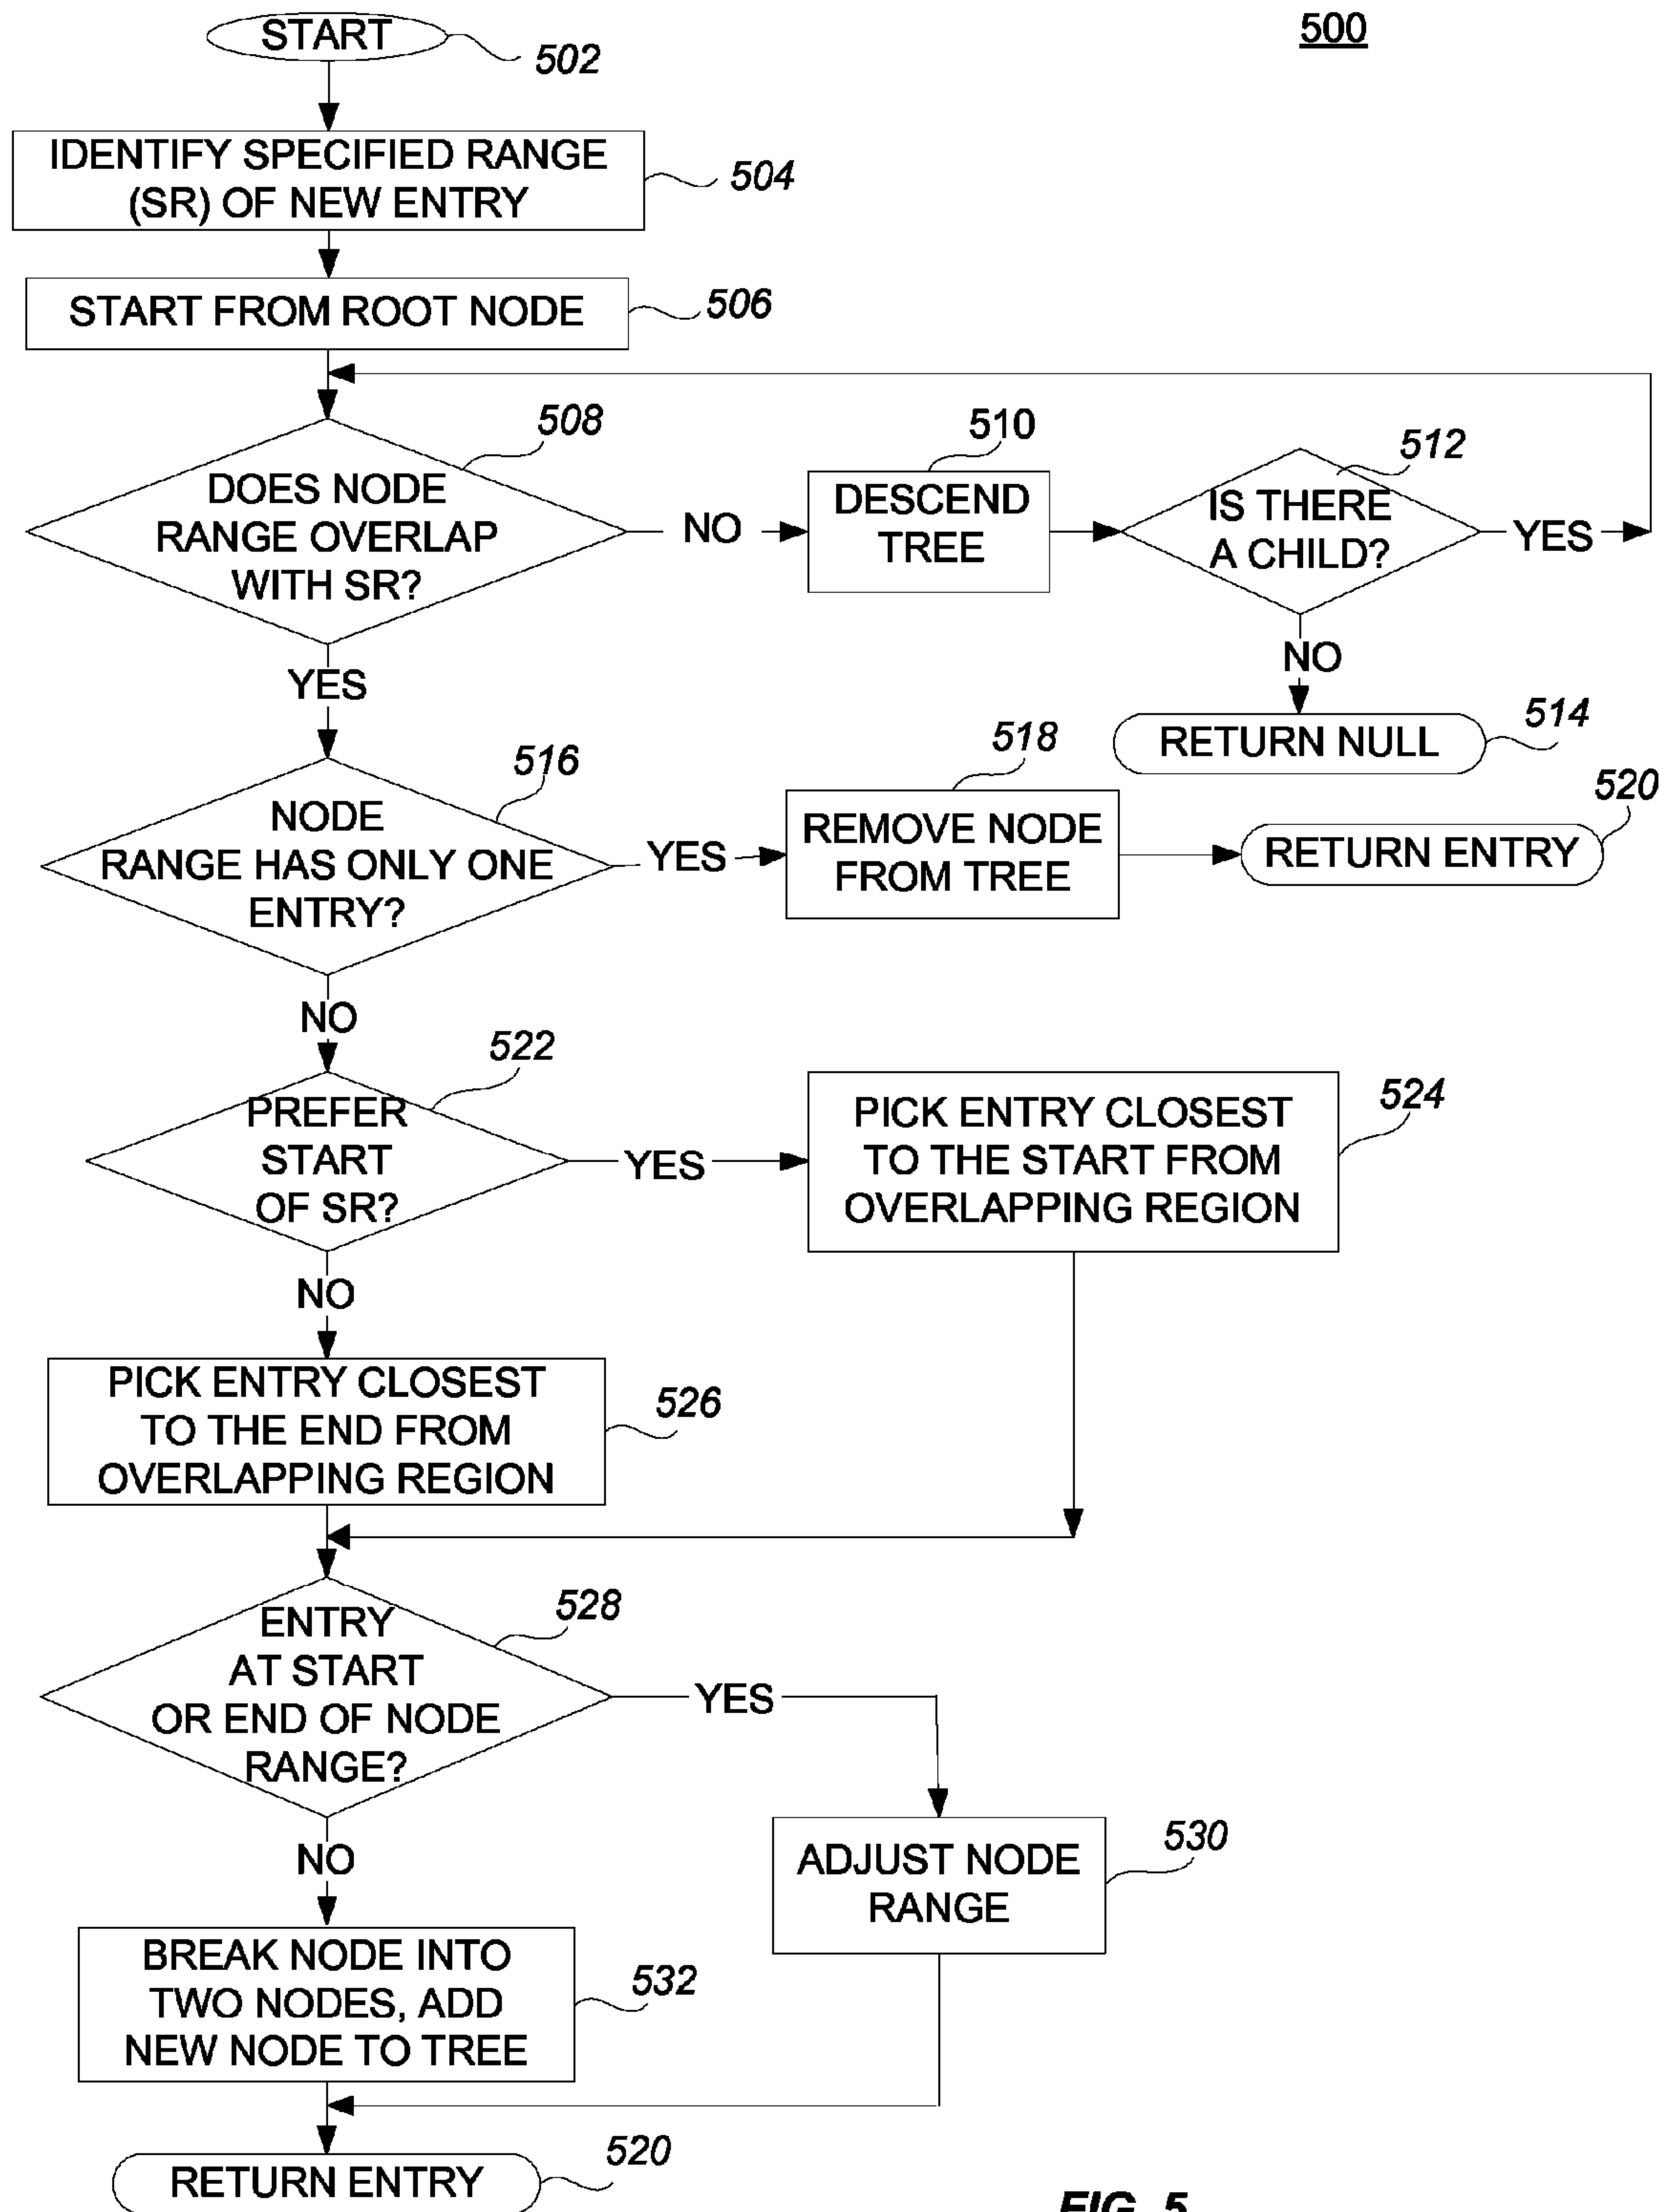 START
502
500
IDENTIFY SPECIFIED RANGE
(SR) OF NEW ENTRY
504
START FROM ROOT NODE
506
508
DOES NODE
RANGE OVERLAP
WITH SR?
NO
510
DESCEND
TREE
512
IS THERE
A CHILD?
YES
NO
RETURN NULL
514
YES
516
NODE
RANGE HAS ONLY ONE
ENTRY?
YES
518
REMOVE NODE
FROM TREE
520
RETURN ENTRY
NO
522
PREFER
START
OF SR?
YES
524
PICK ENTRY CLOSEST
TO THE START FROM
OVERLAPPING REGION
NO
PICK ENTRY CLOSEST
TO THE END FROM
OVERLAPPING REGION
526
528
ENTRY
AT START
OR END OF NODE
RANGE?
YES
530
ADJUST NODE
RANGE
NO
BREAK NODE INTO
TWO NODES, ADD
NEW NODE TO TREE
532
RETURN ENTRY
520
FIG. 5